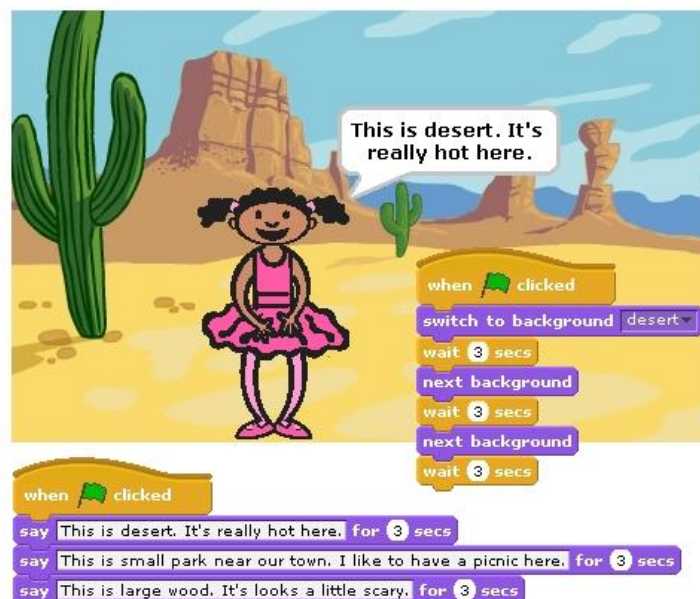 This is desert. It's
really hot here.
when clicked
switch to background desert
wait 3 secs
next background
wait 3 secs
next background
wait 3 secs
when clicked
say This is desert. It's really hot here. for 3 secs
say This is small park near our town. I like to have a picnic here. for 3 secs
say This is large wood. It's looks a little scary. for 3 secs